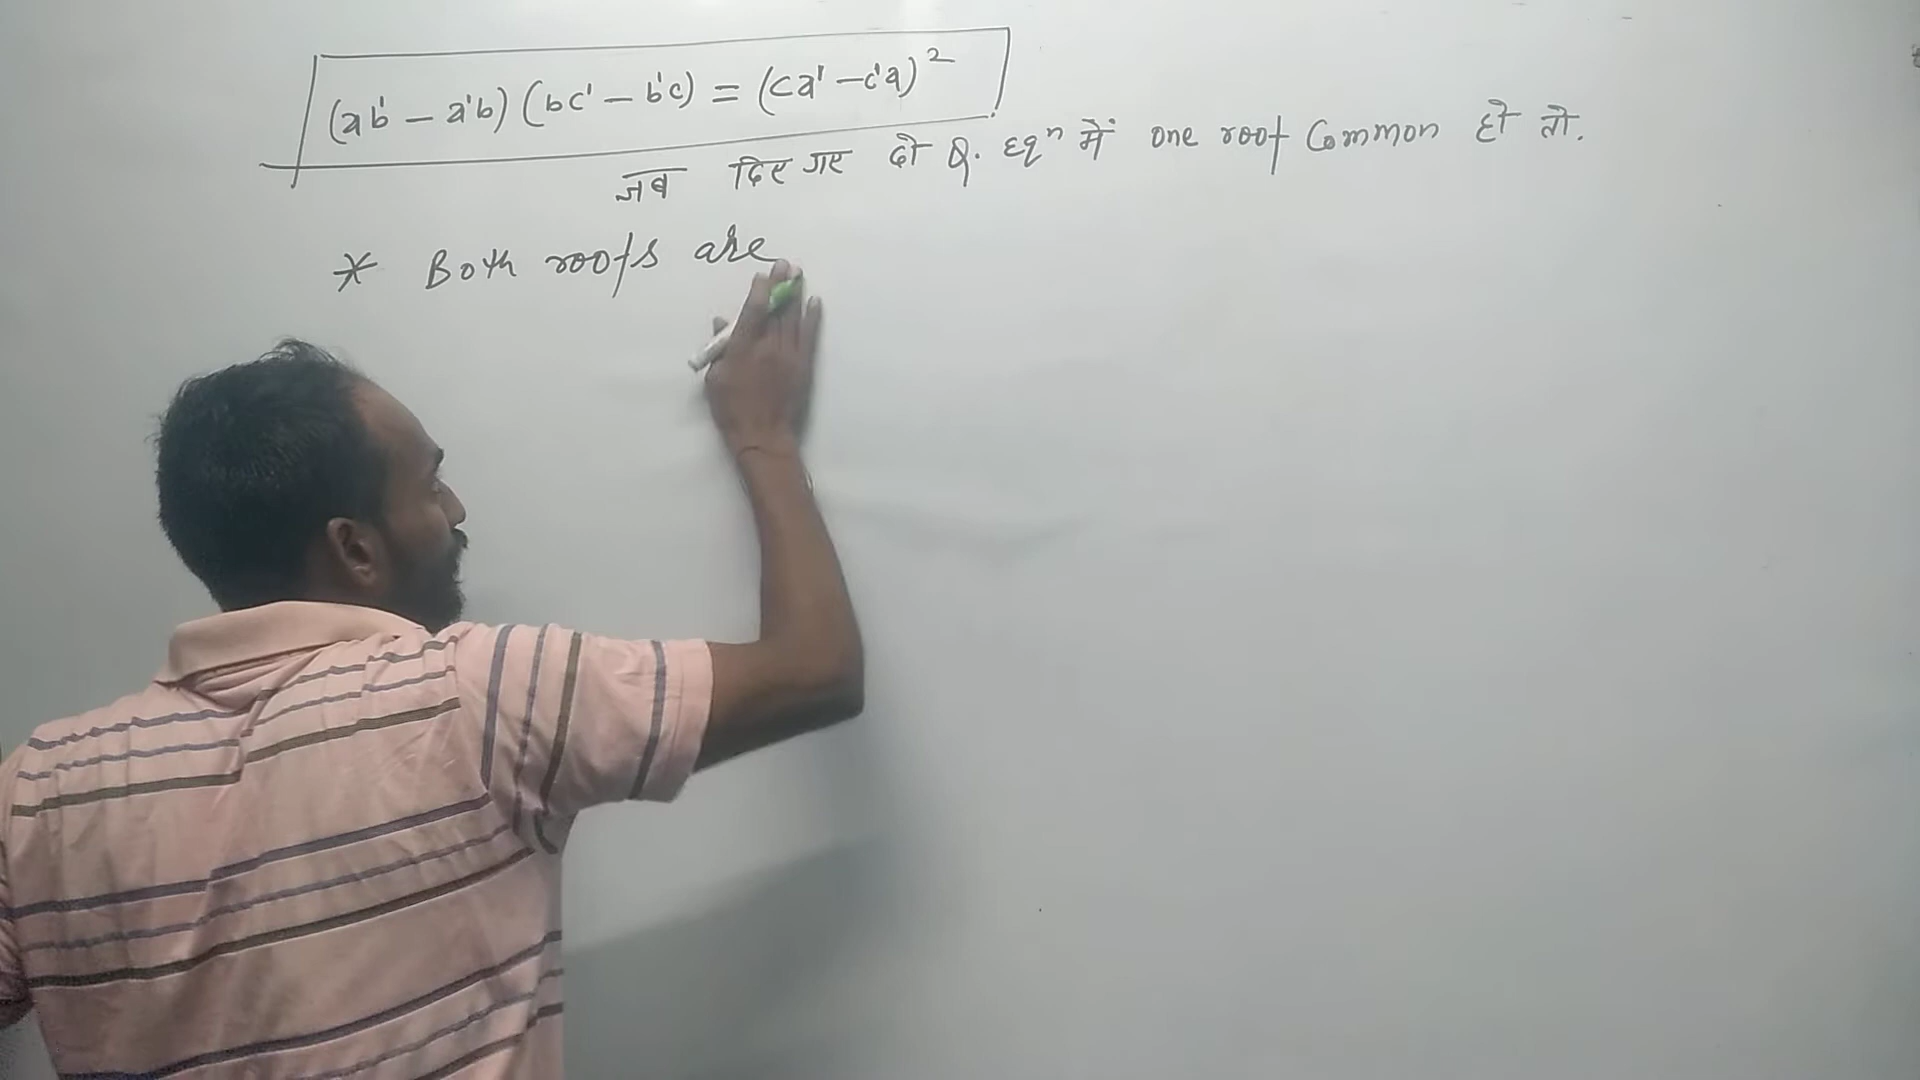 (ab' - a'b) (bc' - b'c) = (ca' - c'a)²
जब दिए गए दो Q. Eqⁿ में one root Common हो तो.
* Both roots are